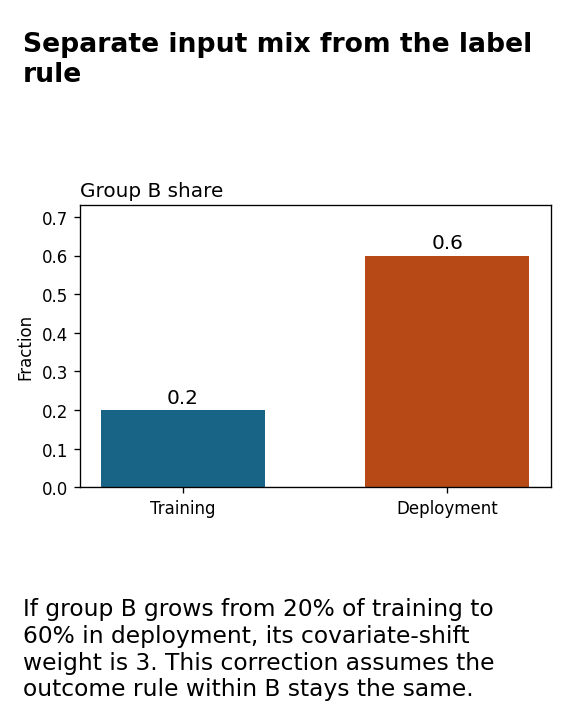 Separate input mix from the label
rule
Group B share
0.7
0.6
0.5
0.4
0.3
0.2
0.1
0.0
Fraction
0.2
0.6
Training
Deployment
If group B grows from 20% of training to
60% in deployment, its covariate-shift
weight is 3. This correction assumes the
outcome rule within B stays the same.